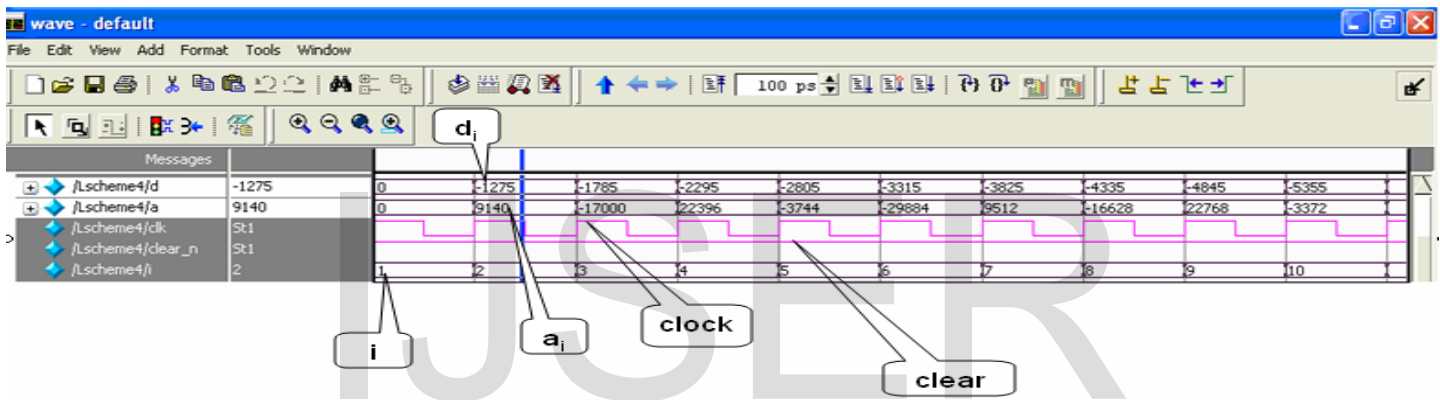 wave - default
File Edit View Add Format Tools Window
100 ps
di
Messages
/Lscheme4/d -1275 0 -1275 -1785 -2295 -2805 -3315 -3825 -4335 -4845 -5355
/Lscheme4/a 9140 0 9140 -17000 22396 -3744 -29884 9512 -16628 22768 -3372
/Lscheme4/clk St1
/Lscheme4/clear_n St1
/Lscheme4/i 2 1 2 3 4 5 6 7 8 9 10
i
ai
clock
clear
IJSER